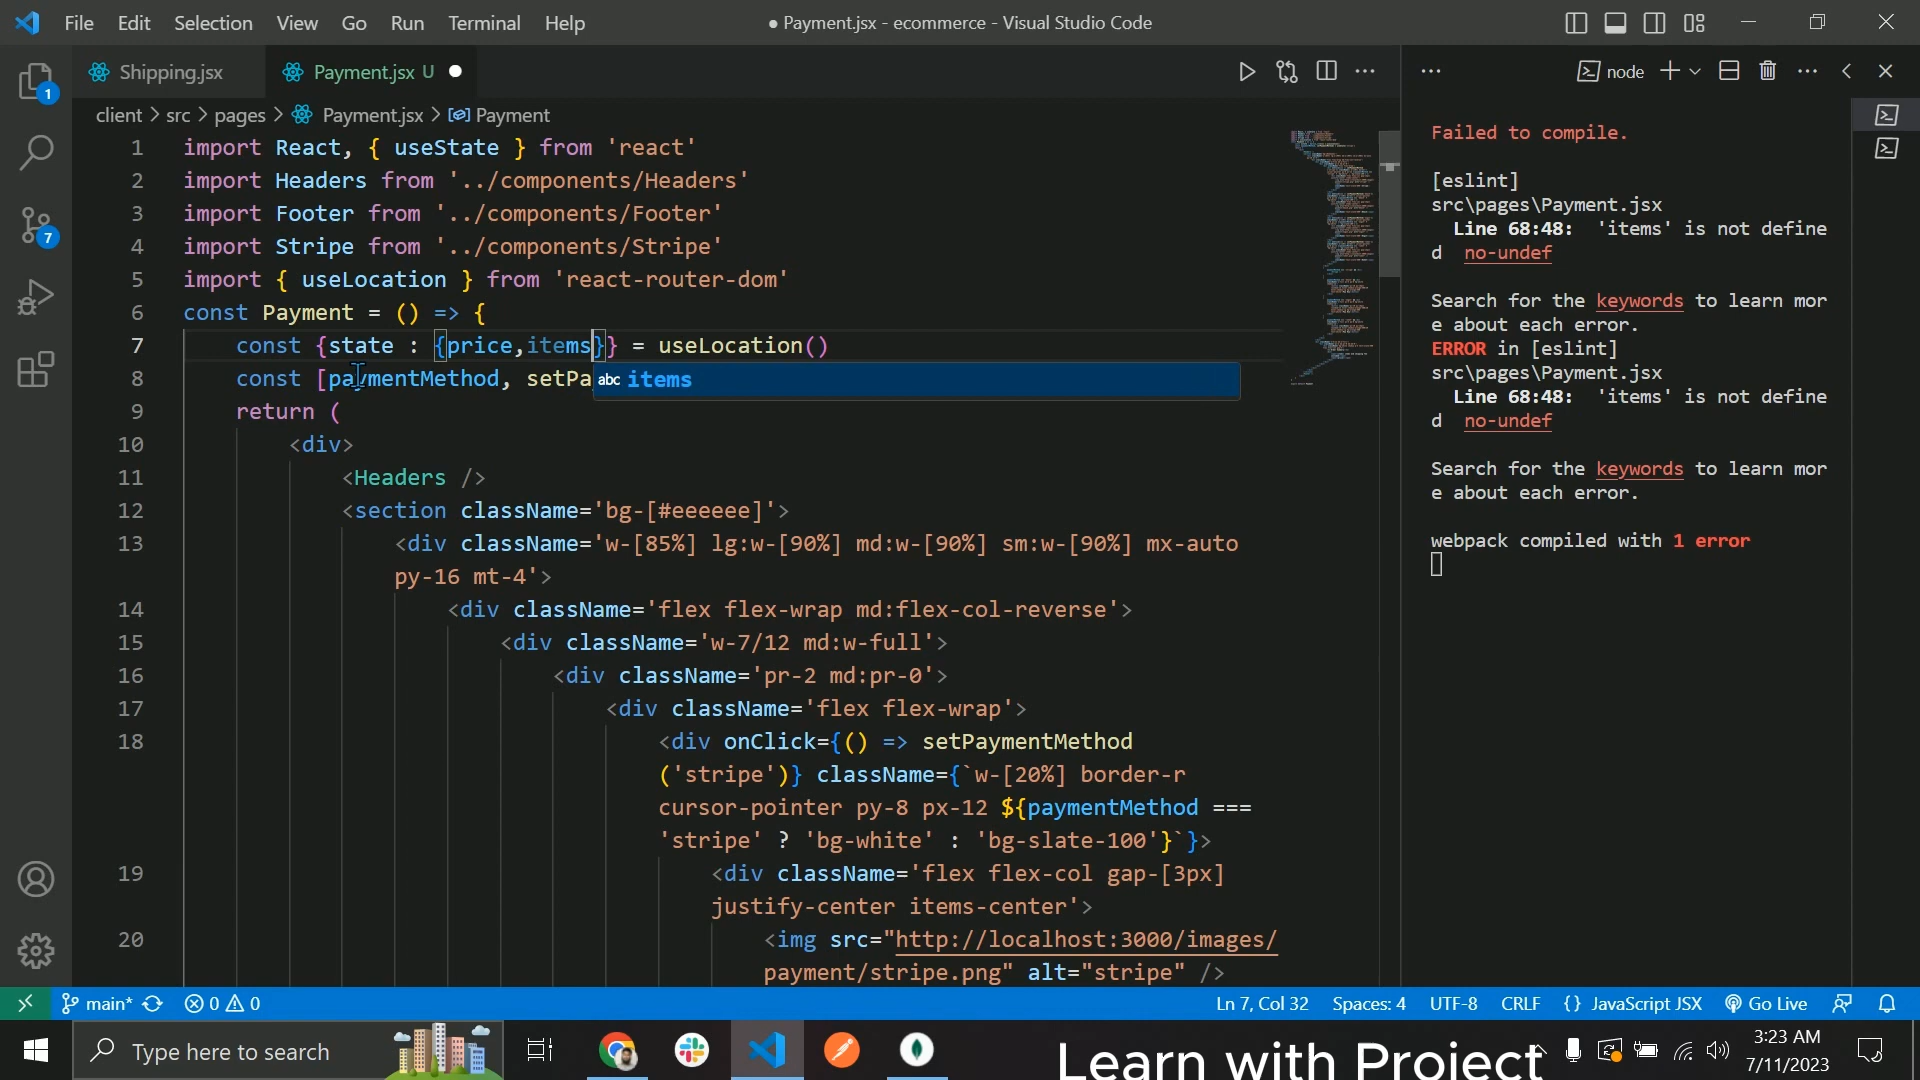 File Edit Selection View Go Run Terminal Help
● Payment.jsx - ecommerce - Visual Studio Code
Shipping.jsx
Payment.jsx U ●
client > src > pages > Payment.jsx > Payment
1 import React, { useState } from 'react'
2 import Headers from '../components/Headers'
3 import Footer from '../components/Footer'
4 import Stripe from '../components/Stripe'
5 import { useLocation } from 'react-router-dom'
6 const Payment = () => {
7 const {state : {price,items}} = useLocation()
8 const [paymentMethod, setPa
abc items
9 return (
10 <div>
11 <Headers />
12 <section className='bg-[#eeeeee]'>
13 <div className='w-[85%] lg:w-[90%] md:w-[90%] sm:w-[90%] mx-auto
py-16 mt-4'>
14 <div className='flex flex-wrap md:flex-col-reverse'>
15 <div className='w-7/12 md:w-full'>
16 <div className='pr-2 md:pr-0'>
17 <div className='flex flex-wrap'>
18 <div onClick={() => setPaymentMethod
('stripe')} className={`w-[20%] border-r
cursor-pointer py-8 px-12 ${paymentMethod ===
'stripe' ? 'bg-white' : 'bg-slate-100'}`}>
19 <div className='flex flex-col gap-[3px]
justify-center items-center'>
20 <img src="http://localhost:3000/images/
payment/stripe.png" alt="stripe" />
node
Failed to compile.
[eslint]
src\pages\Payment.jsx
Line 68:48: 'items' is not define
d no-undef
Search for the keywords to learn mor
e about each error.
ERROR in [eslint]
src\pages\Payment.jsx
Line 68:48: 'items' is not define
d no-undef
Search for the keywords to learn mor
e about each error.
webpack compiled with 1 error
1
7
main* 0 0
Ln 7, Col 32 Spaces: 4 UTF-8 CRLF {} JavaScript JSX Go Live
Type here to search
Learn with Project
3:23 AM
7/11/2023